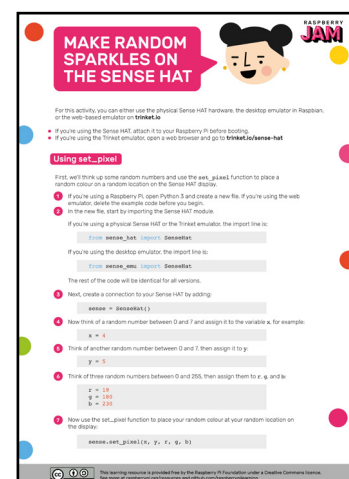 RASPBERRY
JAM
MAKE RANDOM
SPARKLES ON
THE SENSE HAT
For this activity, you can either use the physical Sense HAT hardware, the desktop emulator in Raspbian,
or the web-based emulator on trinket.io
If you're using the Sense HAT, attach it to your Raspberry Pi before booting.
If you're using the Trinket emulator, open a web browser and go to trinket.io/sense-hat
Using set_pixel
First, we'll think up some random numbers and use the set_pixel function to place a
random colour on a random location on the Sense HAT display.
1 If you're using a Raspberry Pi, open Python 3 and create a new file. If you're using the web
emulator, delete the example code before you begin.
2 In the new file, start by importing the Sense HAT module.
If you're using a physical Sense HAT or the Trinket emulator, the import line is:
from sense_hat import SenseHat
If you're using the desktop emulator, the import line is:
from sense_emu import SenseHat
The rest of the code will be identical for all versions.
3 Next, create a connection to your Sense HAT by adding:
sense = SenseHat()
4 Now think of a random number between 0 and 7 and assign it to the variable x, for example:
x = 4
5 Think of another random number between 0 and 7, then assign it to y:
y = 5
6 Think of three random numbers between 0 and 255, then assign them to r, g, and b:
r = 19
g = 180
b = 230
7 Now use the set_pixel function to place your random colour at your random location on
the display:
sense.set_pixel(x, y, r, g, b)
cc
This learning resource is provided free by the Raspberry Pi Foundation under a Creative Commons licence.
See more at raspberrypi.org/resources and github.com/raspberrypilearning